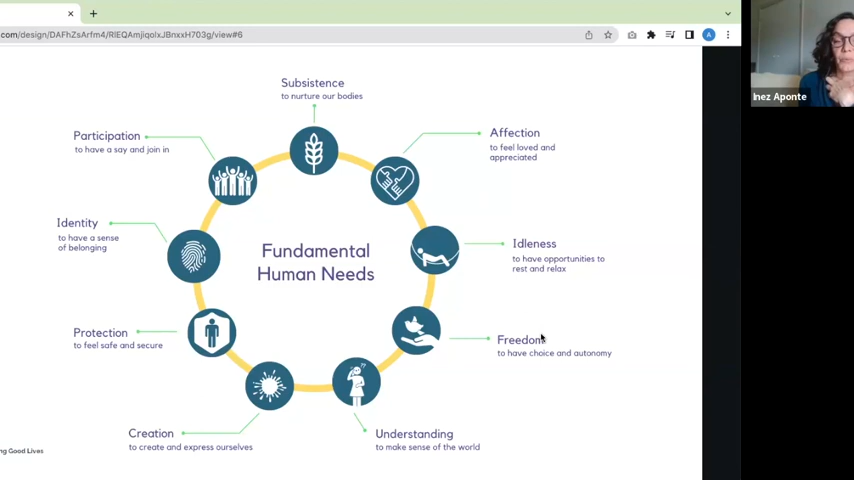 com/design/DAFhZsArfm4/RlEQAmjiqolxJBnxxH703g/view#6
A
Inez Aponte
Subsistence
to nurture our bodies
Affection
to feel loved and
appreciated
Idleness
to have opportunities to
rest and relax
Freedom
to have choice and autonomy
Understanding
to make sense of the world
Creation
to create and express ourselves
Protection
to feel safe and secure
Identity
to have a sense
of belonging
Participation
to have a say and join in
Fundamental
Human Needs
ng Good Lives